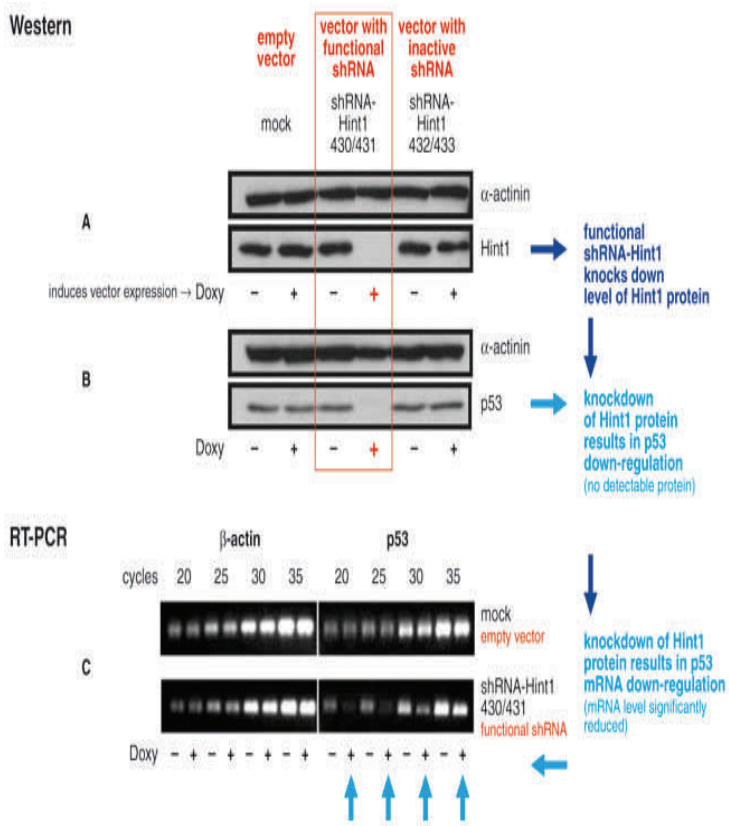 Western
empty
vector
vector with
functional
shRNA
vector with
inactive
shRNA
mock
shRNA-
Hint1
430/431
shRNA-
Hint1
432/433
A
α-actinin
Hint1
functional
shRNA-Hint1
knocks down
level of Hint1 protein
induces vector expression → Doxy − + − + − +
B
α-actinin
p53
knockdown
of Hint1 protein
results in p53
down-regulation
(no detectable protein)
Doxy − + − + − +
RT-PCR
β-actin p53
cycles 20 25 30 35 20 25 30 35
mock
empty vector
C
shRNA-Hint1
430/431
functional shRNA
knockdown of Hint1
protein results in p53
mRNA down-regulation
(mRNA level significantly
reduced)
Doxy − + − + − + − + − + − + − + − +